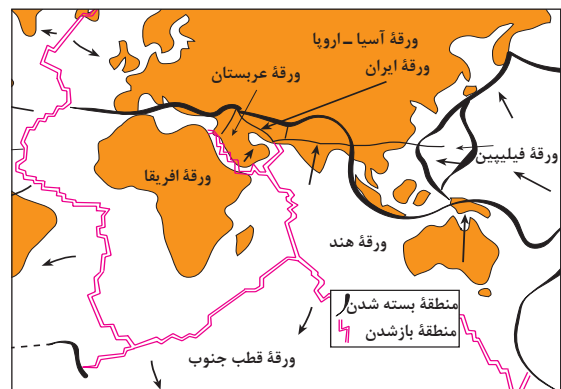 ورقهٔ آسیا ـ اروپا
ورقهٔ ایران
ورقهٔ عربستان
ورقهٔ فیلیپین
ورقهٔ افریقا
ورقهٔ هند
منطقهٔ بسته شدن
منطقهٔ بازشدن
ورقهٔ قطب جنوب